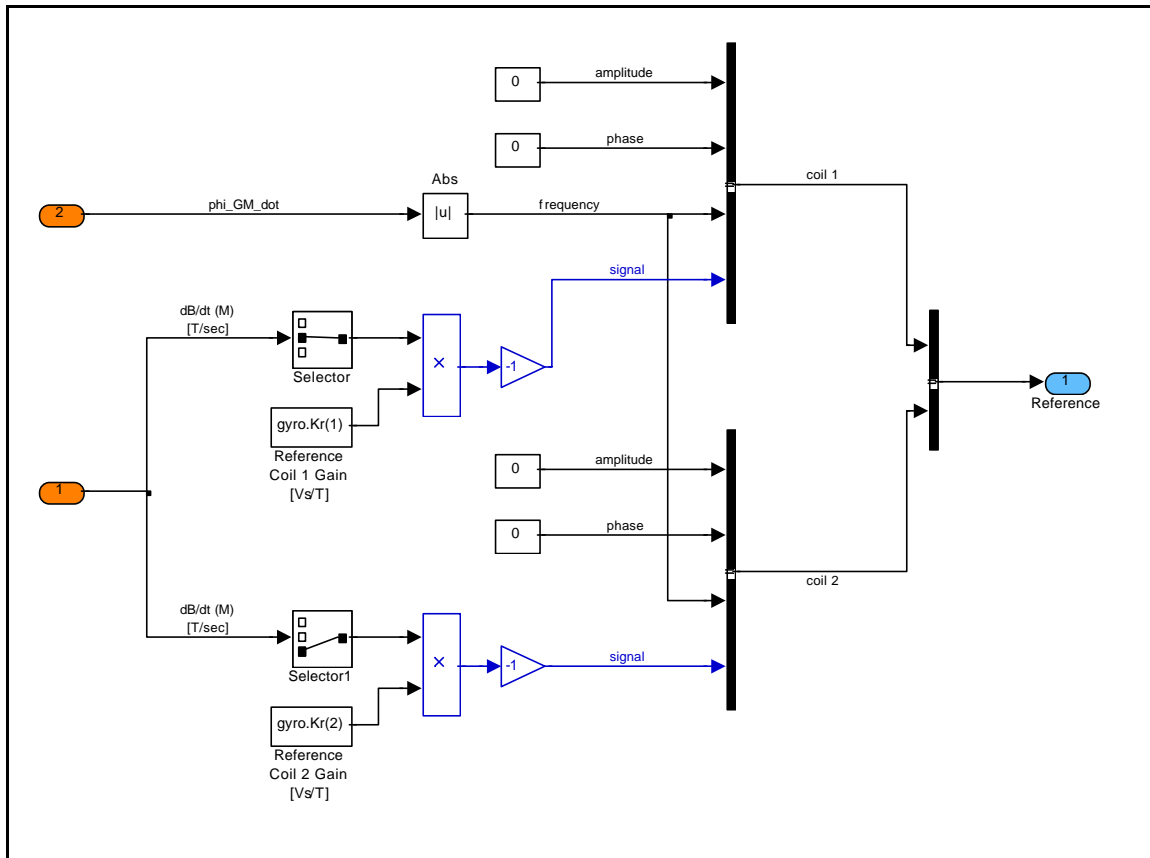 0
amplitude
0
phase
coil 1
Abs
2
phi_GM_dot
|u|
frequency
signal
dB/dt (M)
[T/sec]
Selector
×
-1
gyro.Kr(1)
Reference
Coil 1 Gain
[Vs/T]
1
Reference
1
0
amplitude
0
phase
coil 2
dB/dt (M)
[T/sec]
Selector1
×
-1
signal
gyro.Kr(2)
Reference
Coil 2 Gain
[Vs/T]